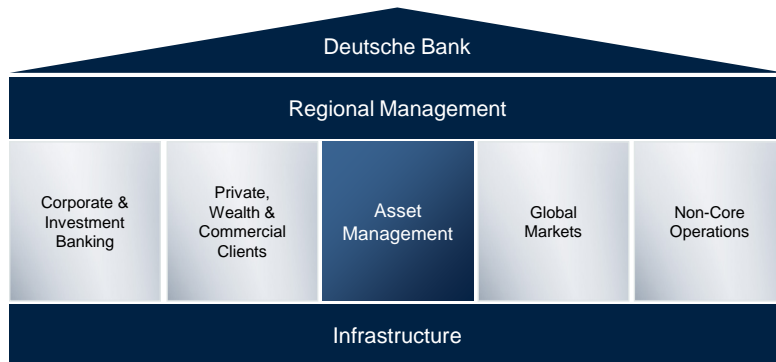 Deutsche Bank
Regional Management
Corporate &
Investment
Banking
Private,
Wealth &
Commercial
Clients
Asset
Management
Global
Markets
Non-Core
Operations
Infrastructure